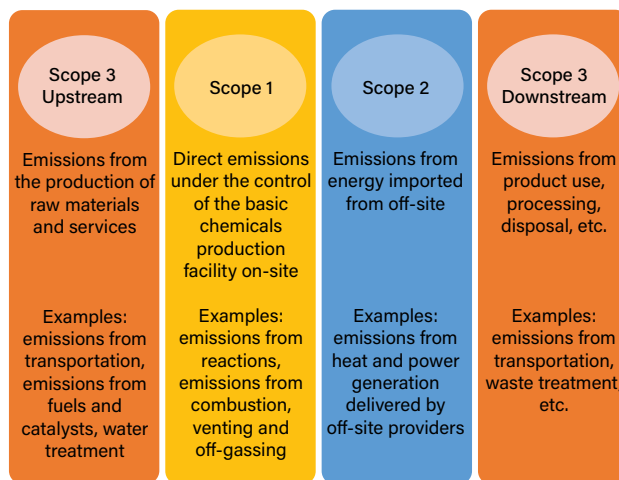 Scope 3
Upstream
Emissions from
the production of
raw materials
and services
Examples:
emissions from
transportation,
emissions from
fuels and
catalysts, water
treatment
Scope 1
Direct emissions
under the control
of the basic
chemicals
production
facility on-site
Examples:
emissions from
reactions,
emissions from
combustion,
venting and
off-gassing
Scope 2
Emissions from
energy imported
from off-site
Examples:
emissions from
heat and power
generation
delivered by
off-site providers
Scope 3
Downstream
Emissions from
product use,
processing,
disposal, etc.
Examples:
emissions from
transportation,
waste treatment,
etc.